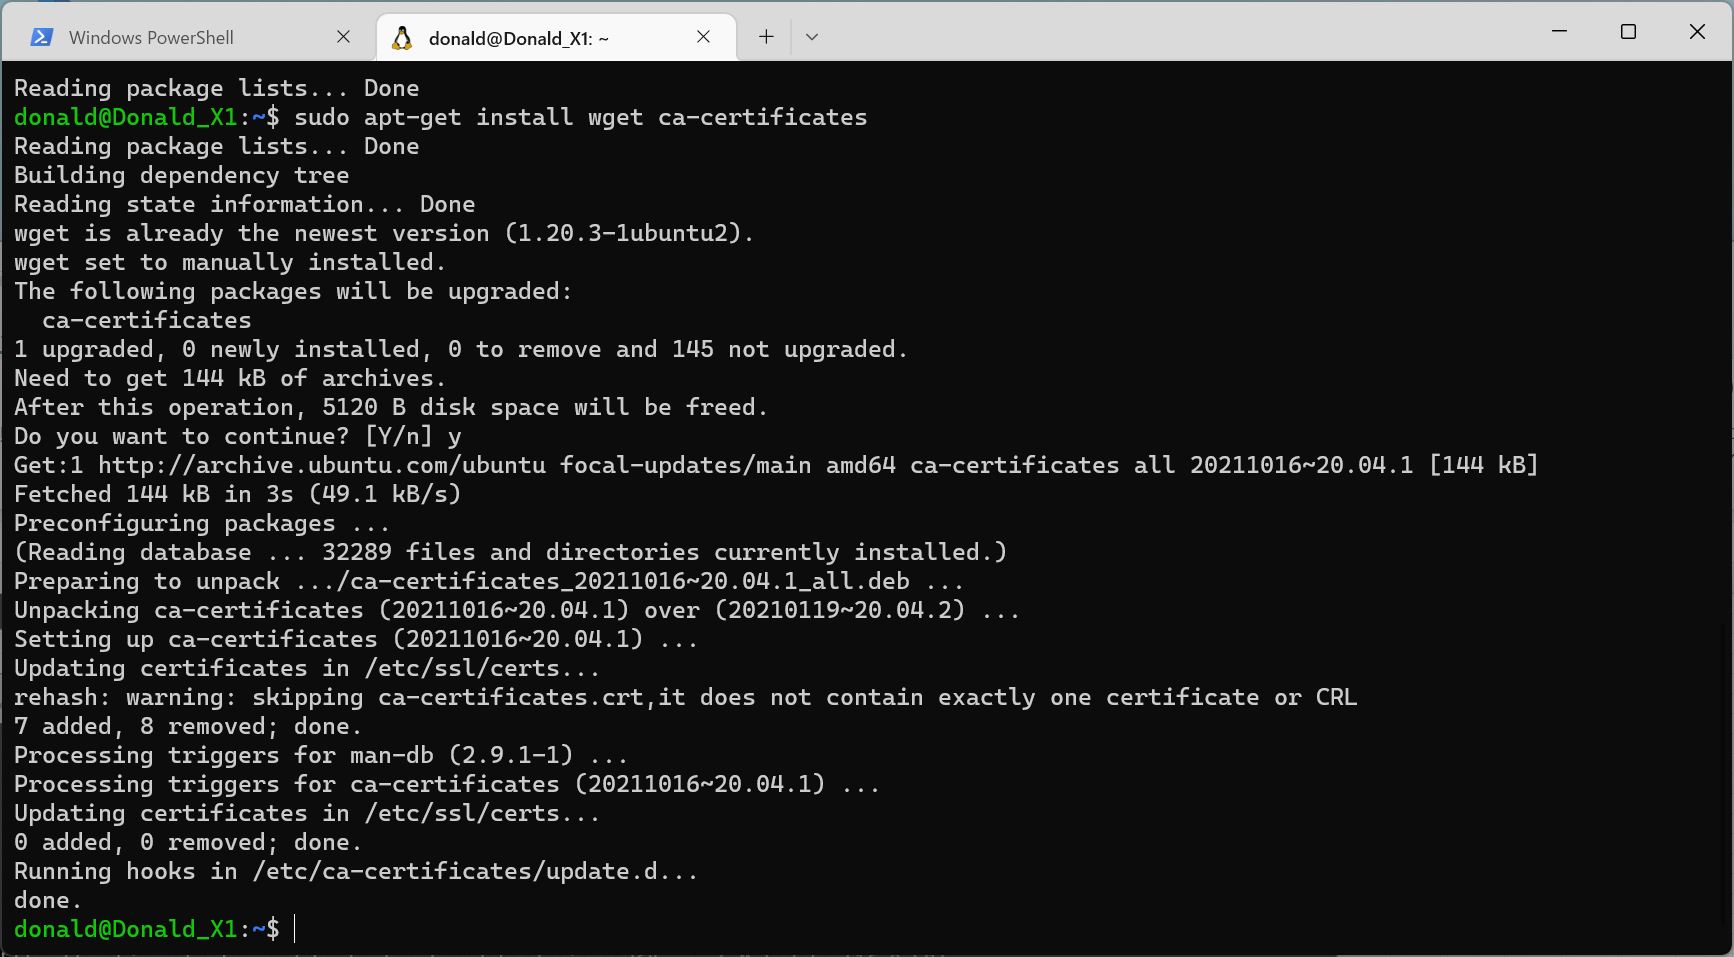 Windows PowerShell
donald@Donald_X1: ~
Reading package lists... Done
donald@Donald_X1:~$ sudo apt-get install wget ca-certificates
Reading package lists... Done
Building dependency tree
Reading state information... Done
wget is already the newest version (1.20.3-1ubuntu2).
wget set to manually installed.
The following packages will be upgraded:
  ca-certificates
1 upgraded, 0 newly installed, 0 to remove and 145 not upgraded.
Need to get 144 kB of archives.
After this operation, 5120 B disk space will be freed.
Do you want to continue? [Y/n] y
Get:1 http://archive.ubuntu.com/ubuntu focal-updates/main amd64 ca-certificates all 20211016~20.04.1 [144 kB]
Fetched 144 kB in 3s (49.1 kB/s)
Preconfiguring packages ...
(Reading database ... 32289 files and directories currently installed.)
Preparing to unpack .../ca-certificates_20211016~20.04.1_all.deb ...
Unpacking ca-certificates (20211016~20.04.1) over (20210119~20.04.2) ...
Setting up ca-certificates (20211016~20.04.1) ...
Updating certificates in /etc/ssl/certs...
rehash: warning: skipping ca-certificates.crt,it does not contain exactly one certificate or CRL
7 added, 8 removed; done.
Processing triggers for man-db (2.9.1-1) ...
Processing triggers for ca-certificates (20211016~20.04.1) ...
Updating certificates in /etc/ssl/certs...
0 added, 0 removed; done.
Running hooks in /etc/ca-certificates/update.d...
done.
donald@Donald_X1:~$